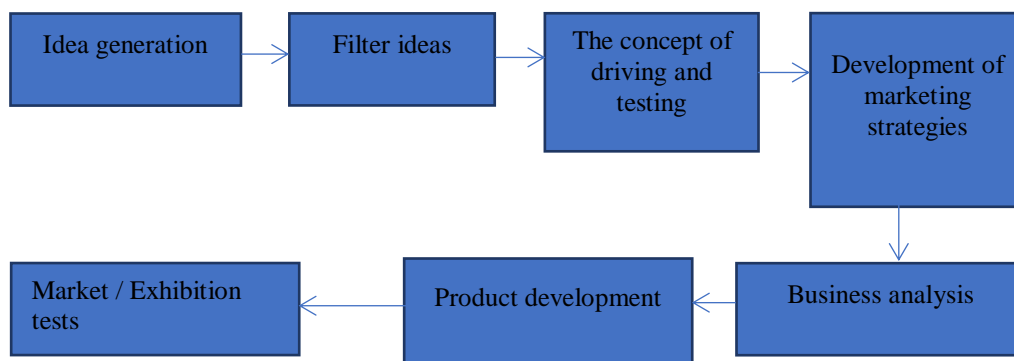 Idea generation
Filter ideas
The concept of
driving and
testing
Development of
marketing
strategies
Business analysis
Product development
Market / Exhibition
tests